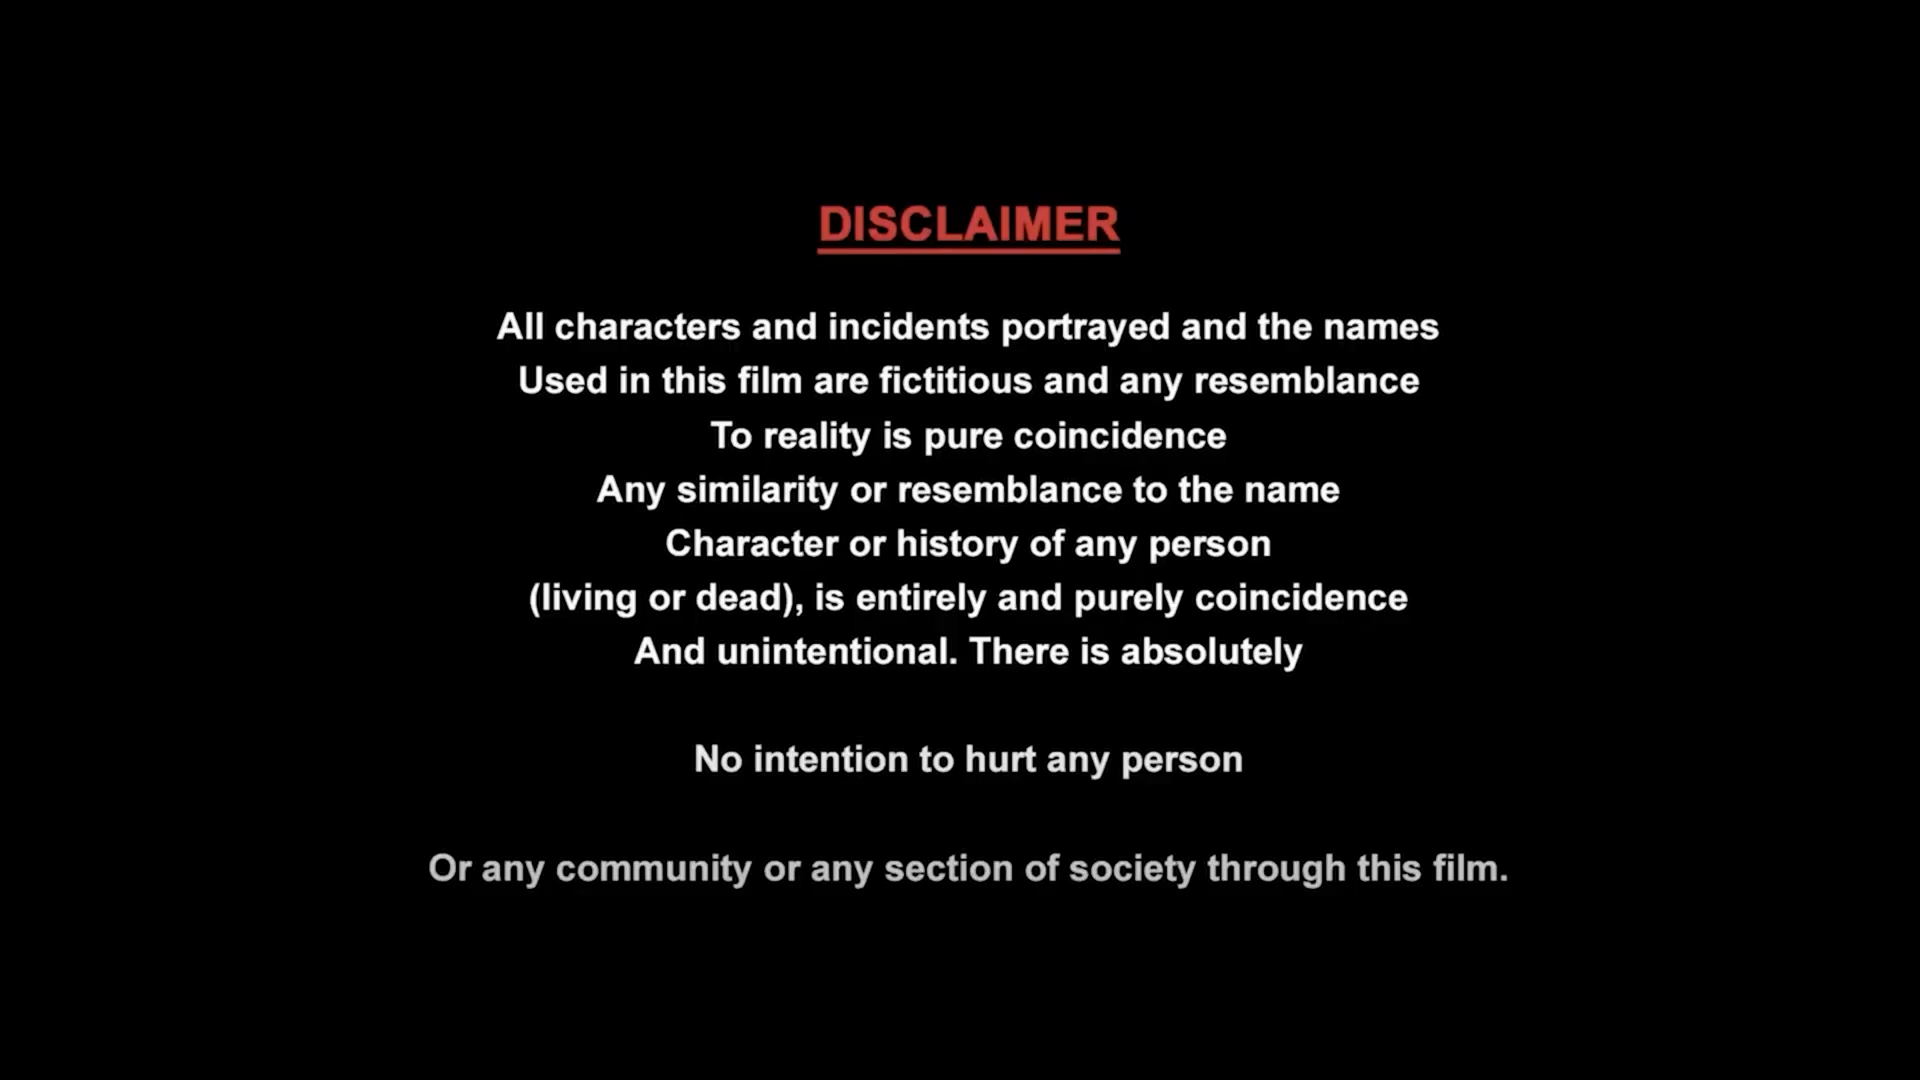 DISCLAIMER
All characters and incidents portrayed and the names
Used in this film are fictitious and any resemblance
To reality is pure coincidence
Any similarity or resemblance to the name
Character or history of any person
(living or dead), is entirely and purely coincidence
And unintentional. There is absolutely
No intention to hurt any person
Or any community or any section of society through this film.